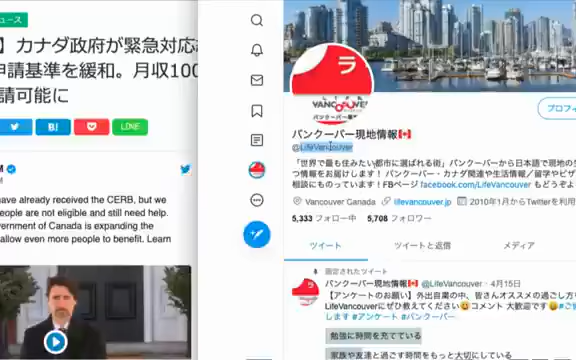 ニュース
】カナダ政府が緊急対応
申請基準を緩和。月収100
請可能に
B!
LINE
have already received the CERB, but we
people are not eligible and still need help.
vernment of Canada is expanding the
allow even more people to benefit. Learn
ラ
LIFE
VANCOUVER
バンクーバー現地情報🇨🇦
@LifeVancouver
「世界で最も住みたい都市に選ばれる街」バンクーバーから日本語で現地の
つ情報をお届けします！ バンクーバー・カナダ関連や生活情報／留学やビザ
相談にものっています！FBページ facebook.com/LifeVancouver もどうぞよ
Vancouver Canada lifevancouver.jp 2010年1月からTwitterを利用
5,333 フォロー中 5,708 フォロワー
プロフィ
ツイート ツイートと返信 メディア
固定されたツイート
バンクーバー現地情報🇨🇦 @LifeVancouver · 4月15日
【アンケートのお願い】外出自粛の中、皆さんオススメの過ごし方
LifeVancouverにぜひ教えてください😆コメント大歓迎です😊#
します #アンケート #バンクーバー
勉強に時間を充てている
家族や友達と過ごす時間をもっと大切にしている